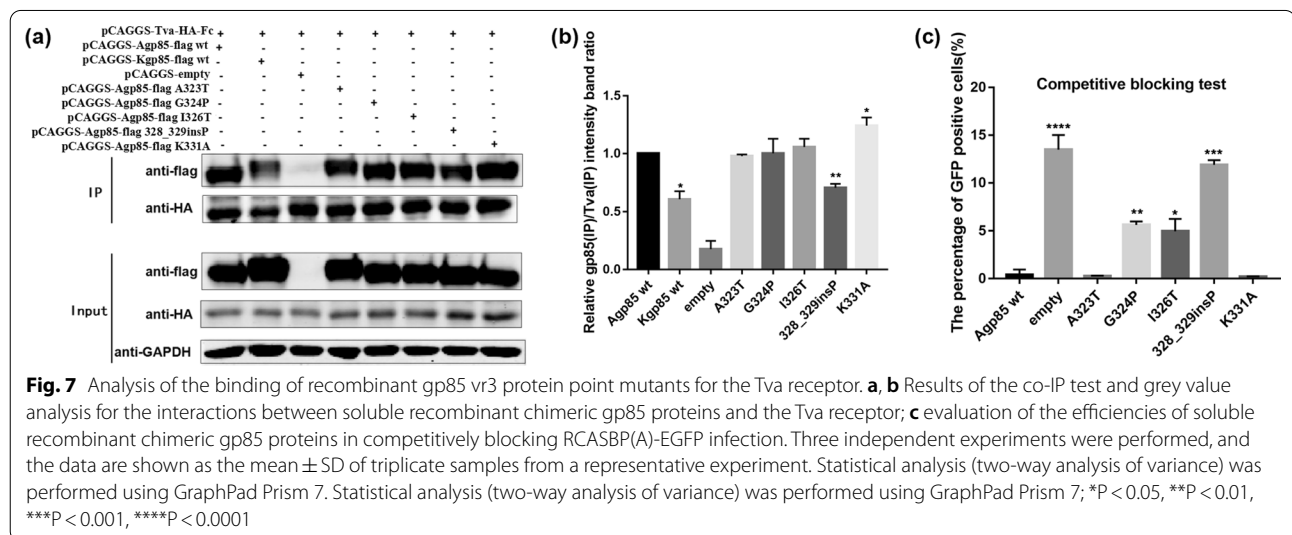 (a)
pCAGGS-Tva-HA-Fc + + + + + + + +
pCAGGS-Agp85-flag wt + - - - - - - -
pCAGGS-Kgp85-flag wt - + - - - - - -
pCAGGS-empty - - + - - - - -
pCAGGS-Agp85-flag A323T - - - + - - - -
pCAGGS-Agp85-flag G324P - - - - + - - -
pCAGGS-Agp85-flag I326T - - - - - + - -
pCAGGS-Agp85-flag 328_329insP - - - - - - + -
pCAGGS-Agp85-flag K331A - - - - - - - +
IP
anti-flag
anti-HA
Input
anti-flag
anti-HA
anti-GAPDH
(b)
Relative gp85(IP)/Tva(IP) intensity band ratio
1.5
1.0
0.5
0.0
* ** *
Agp85 wt
Kgp85 wt
empty
A323T
G324P
I326T
328_329insP
K331A
(c)
Competitive blocking test
The percentage of GFP positive cells(%)
20
15
10
5
0
**** ** * ***
Agp85 wt
empty
A323T
G324P
I326T
328_329insP
K331A
Fig. 7 Analysis of the binding of recombinant gp85 vr3 protein point mutants for the Tva receptor. a, b Results of the co-IP test and grey value
analysis for the interactions between soluble recombinant chimeric gp85 proteins and the Tva receptor; c evaluation of the efficiencies of soluble
recombinant chimeric gp85 proteins in competitively blocking RCASBP(A)-EGFP infection. Three independent experiments were performed, and
the data are shown as the mean ± SD of triplicate samples from a representative experiment. Statistical analysis (two-way analysis of variance) was
performed using GraphPad Prism 7. Statistical analysis (two-way analysis of variance) was performed using GraphPad Prism 7; *P < 0.05, **P < 0.01,
***P < 0.001, ****P < 0.0001